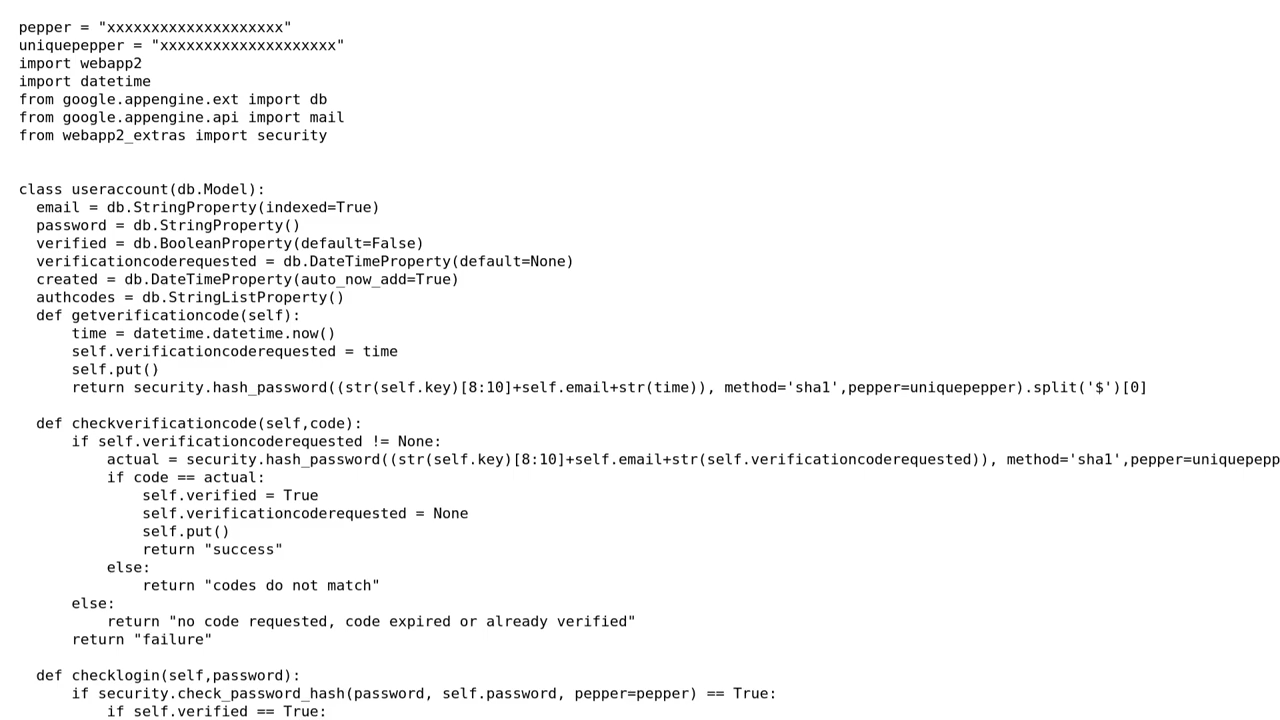 pepper = "xxxxxxxxxxxxxxxxxxxx"
uniquepepper = "xxxxxxxxxxxxxxxxxxxx"
import webapp2
import datetime
from google.appengine.ext import db
from google.appengine.api import mail
from webapp2_extras import security
class useraccount(db.Model):
  email = db.StringProperty(indexed=True)
  password = db.StringProperty()
  verified = db.BooleanProperty(default=False)
  verificationcoderequested = db.DateTimeProperty(default=None)
  created = db.DateTimeProperty(auto_now_add=True)
  authcodes = db.StringListProperty()
  def getverificationcode(self):
      time = datetime.datetime.now()
      self.verificationcoderequested = time
      self.put()
      return security.hash_password((str(self.key)[8:10]+self.email+str(time)), method='sha1',pepper=uniquepepper).split('$')[0]
  def checkverificationcode(self,code):
      if self.verificationcoderequested != None:
          actual = security.hash_password((str(self.key)[8:10]+self.email+str(self.verificationcoderequested)), method='sha1',pepper=uniquepepp
          if code == actual:
              self.verified = True
              self.verificationcoderequested = None
              self.put()
              return "success"
          else:
              return "codes do not match"
      else:
          return "no code requested, code expired or already verified"
      return "failure"
  def checklogin(self,password):
      if security.check_password_hash(password, self.password, pepper=pepper) == True:
          if self.verified == True: